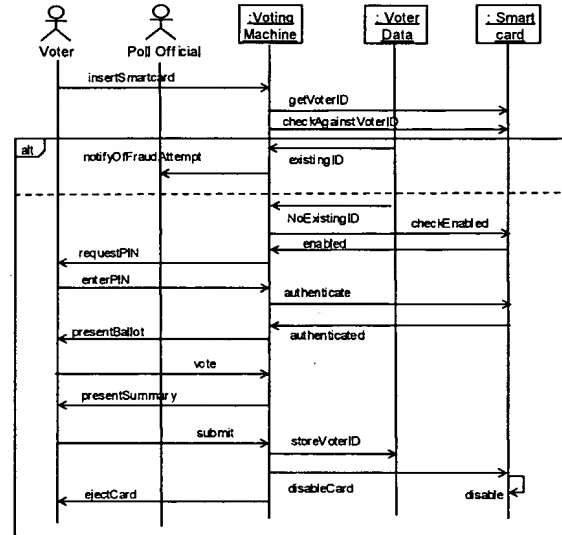 Voter
Poll Official
:Voting
Machine
: Voter
Data
: Smart
card
insertSmartcard
getVoterID
checkAgainstVoterID
alt
existingID
notifyOfFraudAttempt
NoExistingID
checkEnabled
enabled
requestPIN
enterPIN
authenticate
authenticated
presentBallot
vote
presentSummary
submit
storeVoterID
disableCard
disable
ejectCard